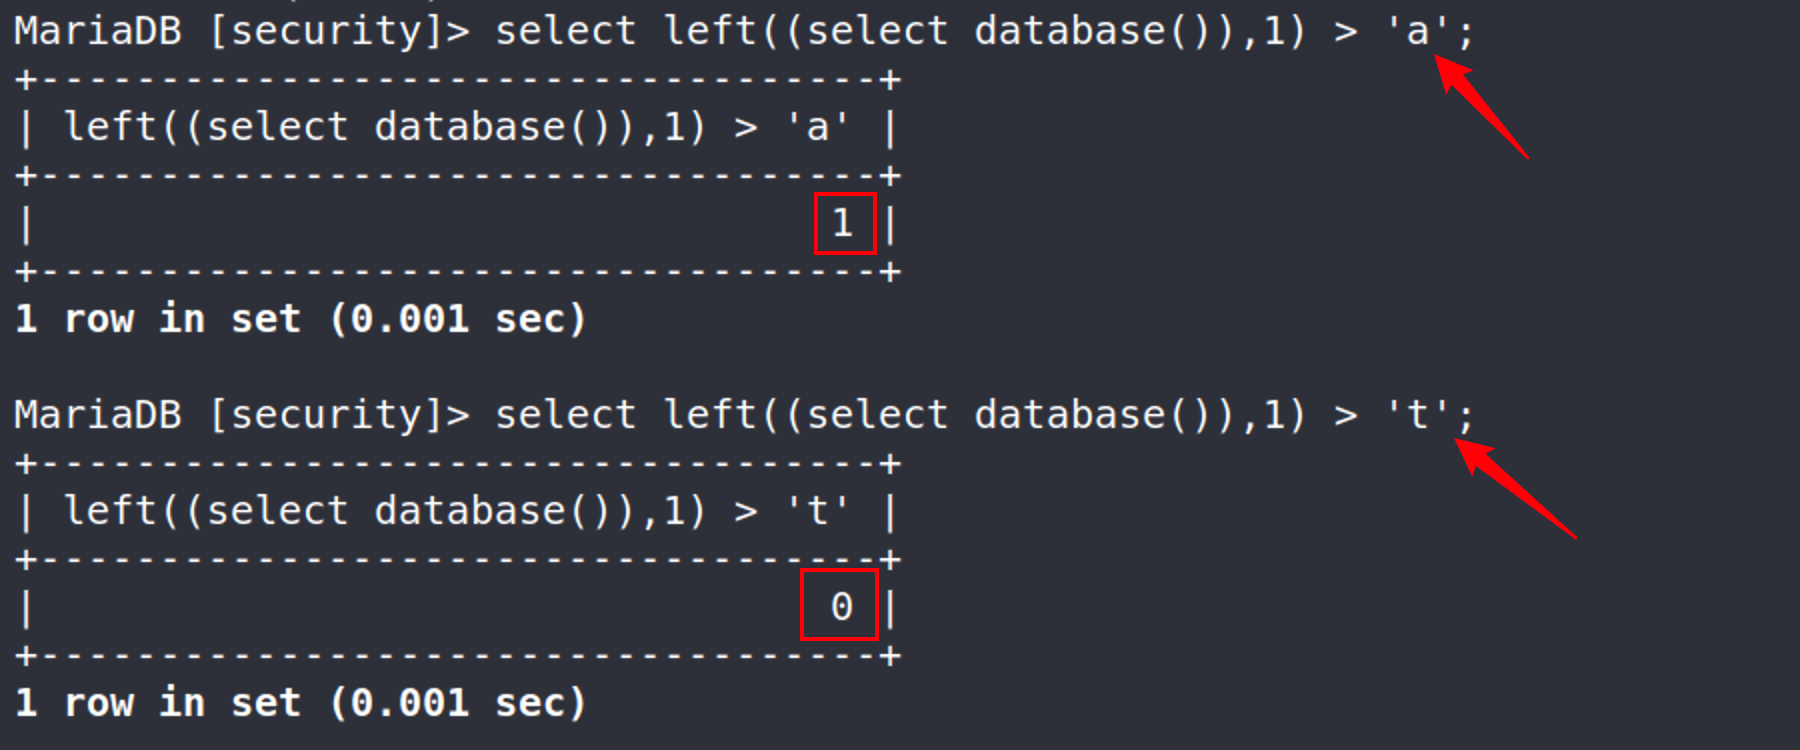 MariaDB [security]> select left((select database()),1) > 'a';
+-----------------------------------+
| left((select database()),1) > 'a' |
+-----------------------------------+
|                                 1 |
+-----------------------------------+
1 row in set (0.001 sec)
MariaDB [security]> select left((select database()),1) > 't';
+-----------------------------------+
| left((select database()),1) > 't' |
+-----------------------------------+
|                                 0 |
+-----------------------------------+
1 row in set (0.001 sec)